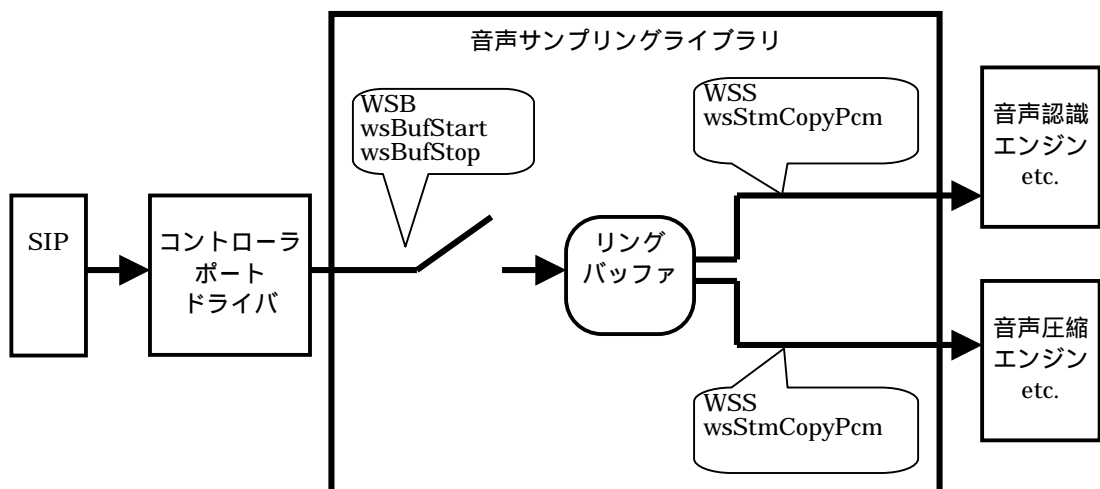 音声サンプリングライブラリ
WSB
wsBufStart
wsBufStop
WSS
wsStmCopyPcm
音声認識
エンジン
etc.
SIP
コントローラ
ポート
ドライバ
リング
バッファ
音声圧縮
エンジン
etc.
WSS
wsStmCopyPcm